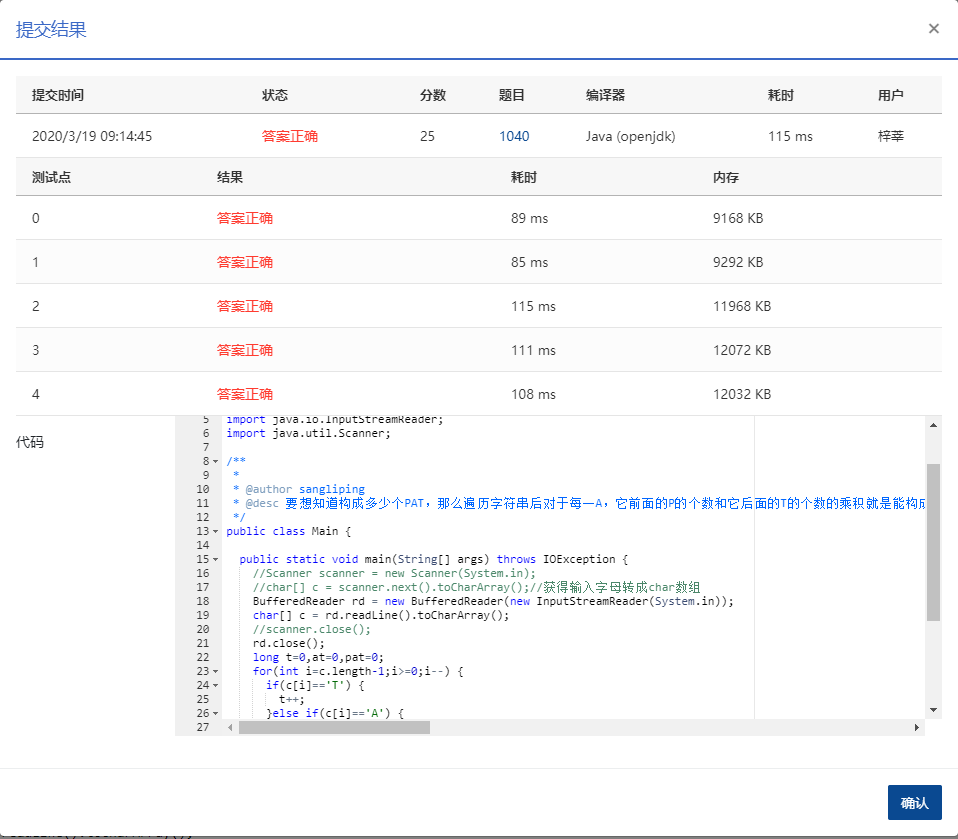 提交结果 ×
提交时间 状态 分数 题目 编译器 耗时 用户
2020/3/19 09:14:45 答案正确 25 1040 Java (openjdk) 115 ms 梓莘
测试点 结果 耗时 内存
0 答案正确 89 ms 9168 KB
1 答案正确 85 ms 9292 KB
2 答案正确 115 ms 11968 KB
3 答案正确 111 ms 12072 KB
4 答案正确 108 ms 12032 KB
代码
5 import java.io.InputStreamReader;
6 import java.util.Scanner;
7
8 /**
9  *
10  * @author sangliping
11  * @desc 要想知道构成多少个PAT，那么遍历字符串后对于每一A，它前面的P的个数和它后面的T的个数的乘积就是能构成
12  */
13 public class Main {
14
15   public static void main(String[] args) throws IOException {
16     //Scanner scanner = new Scanner(System.in);
17     //char[] c = scanner.next().toCharArray();//获得输入字母转成char数组
18     BufferedReader rd = new BufferedReader(new InputStreamReader(System.in));
19     char[] c = rd.readLine().toCharArray();
20     //scanner.close();
21     rd.close();
22     long t=0,at=0,pat=0;
23     for(int i=c.length-1;i>=0;i--) {
24       if(c[i]=='T') {
25         t++;
26       }else if(c[i]=='A') {
27
确认